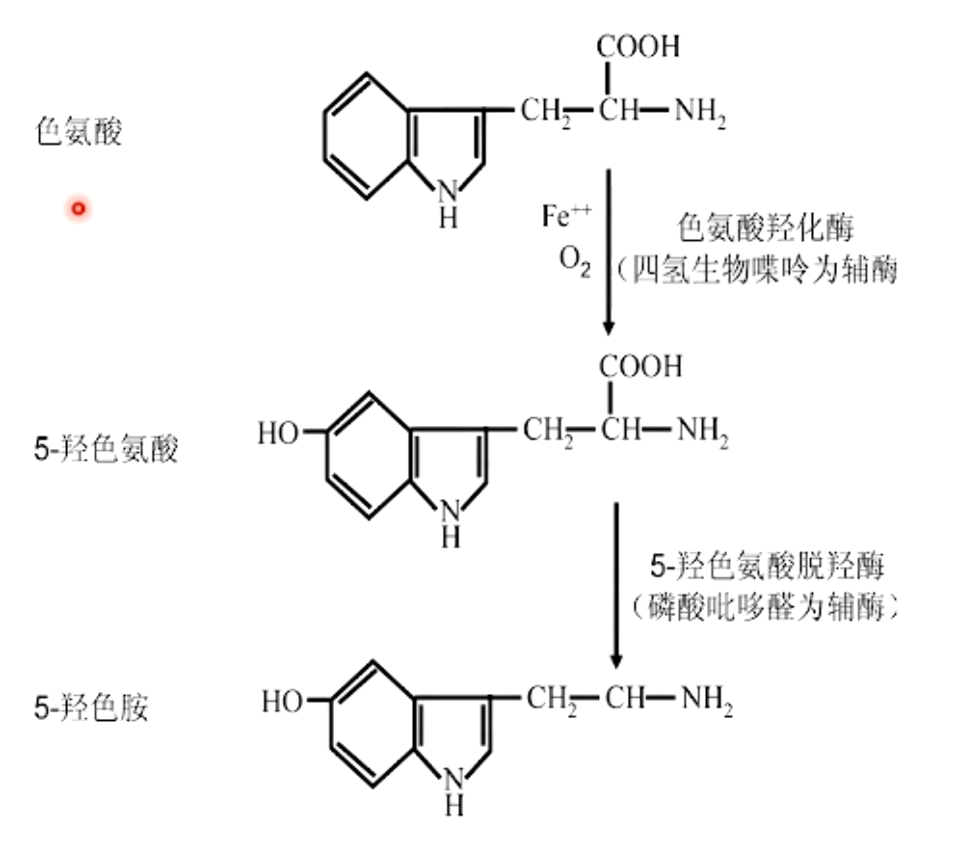 COOH
色氨酸
CH₂ CH NH₂
N
H
Fe⁺⁺
O₂
色氨酸羟化酶
（四氢生物喋呤为辅酶
COOH
5-羟色氨酸
HO CH₂ CH NH₂
N
H
5-羟色氨酸脱羟酶
（磷酸吡哆醛为辅酶）
5-羟色胺
HO CH₂ CH NH₂
N
H